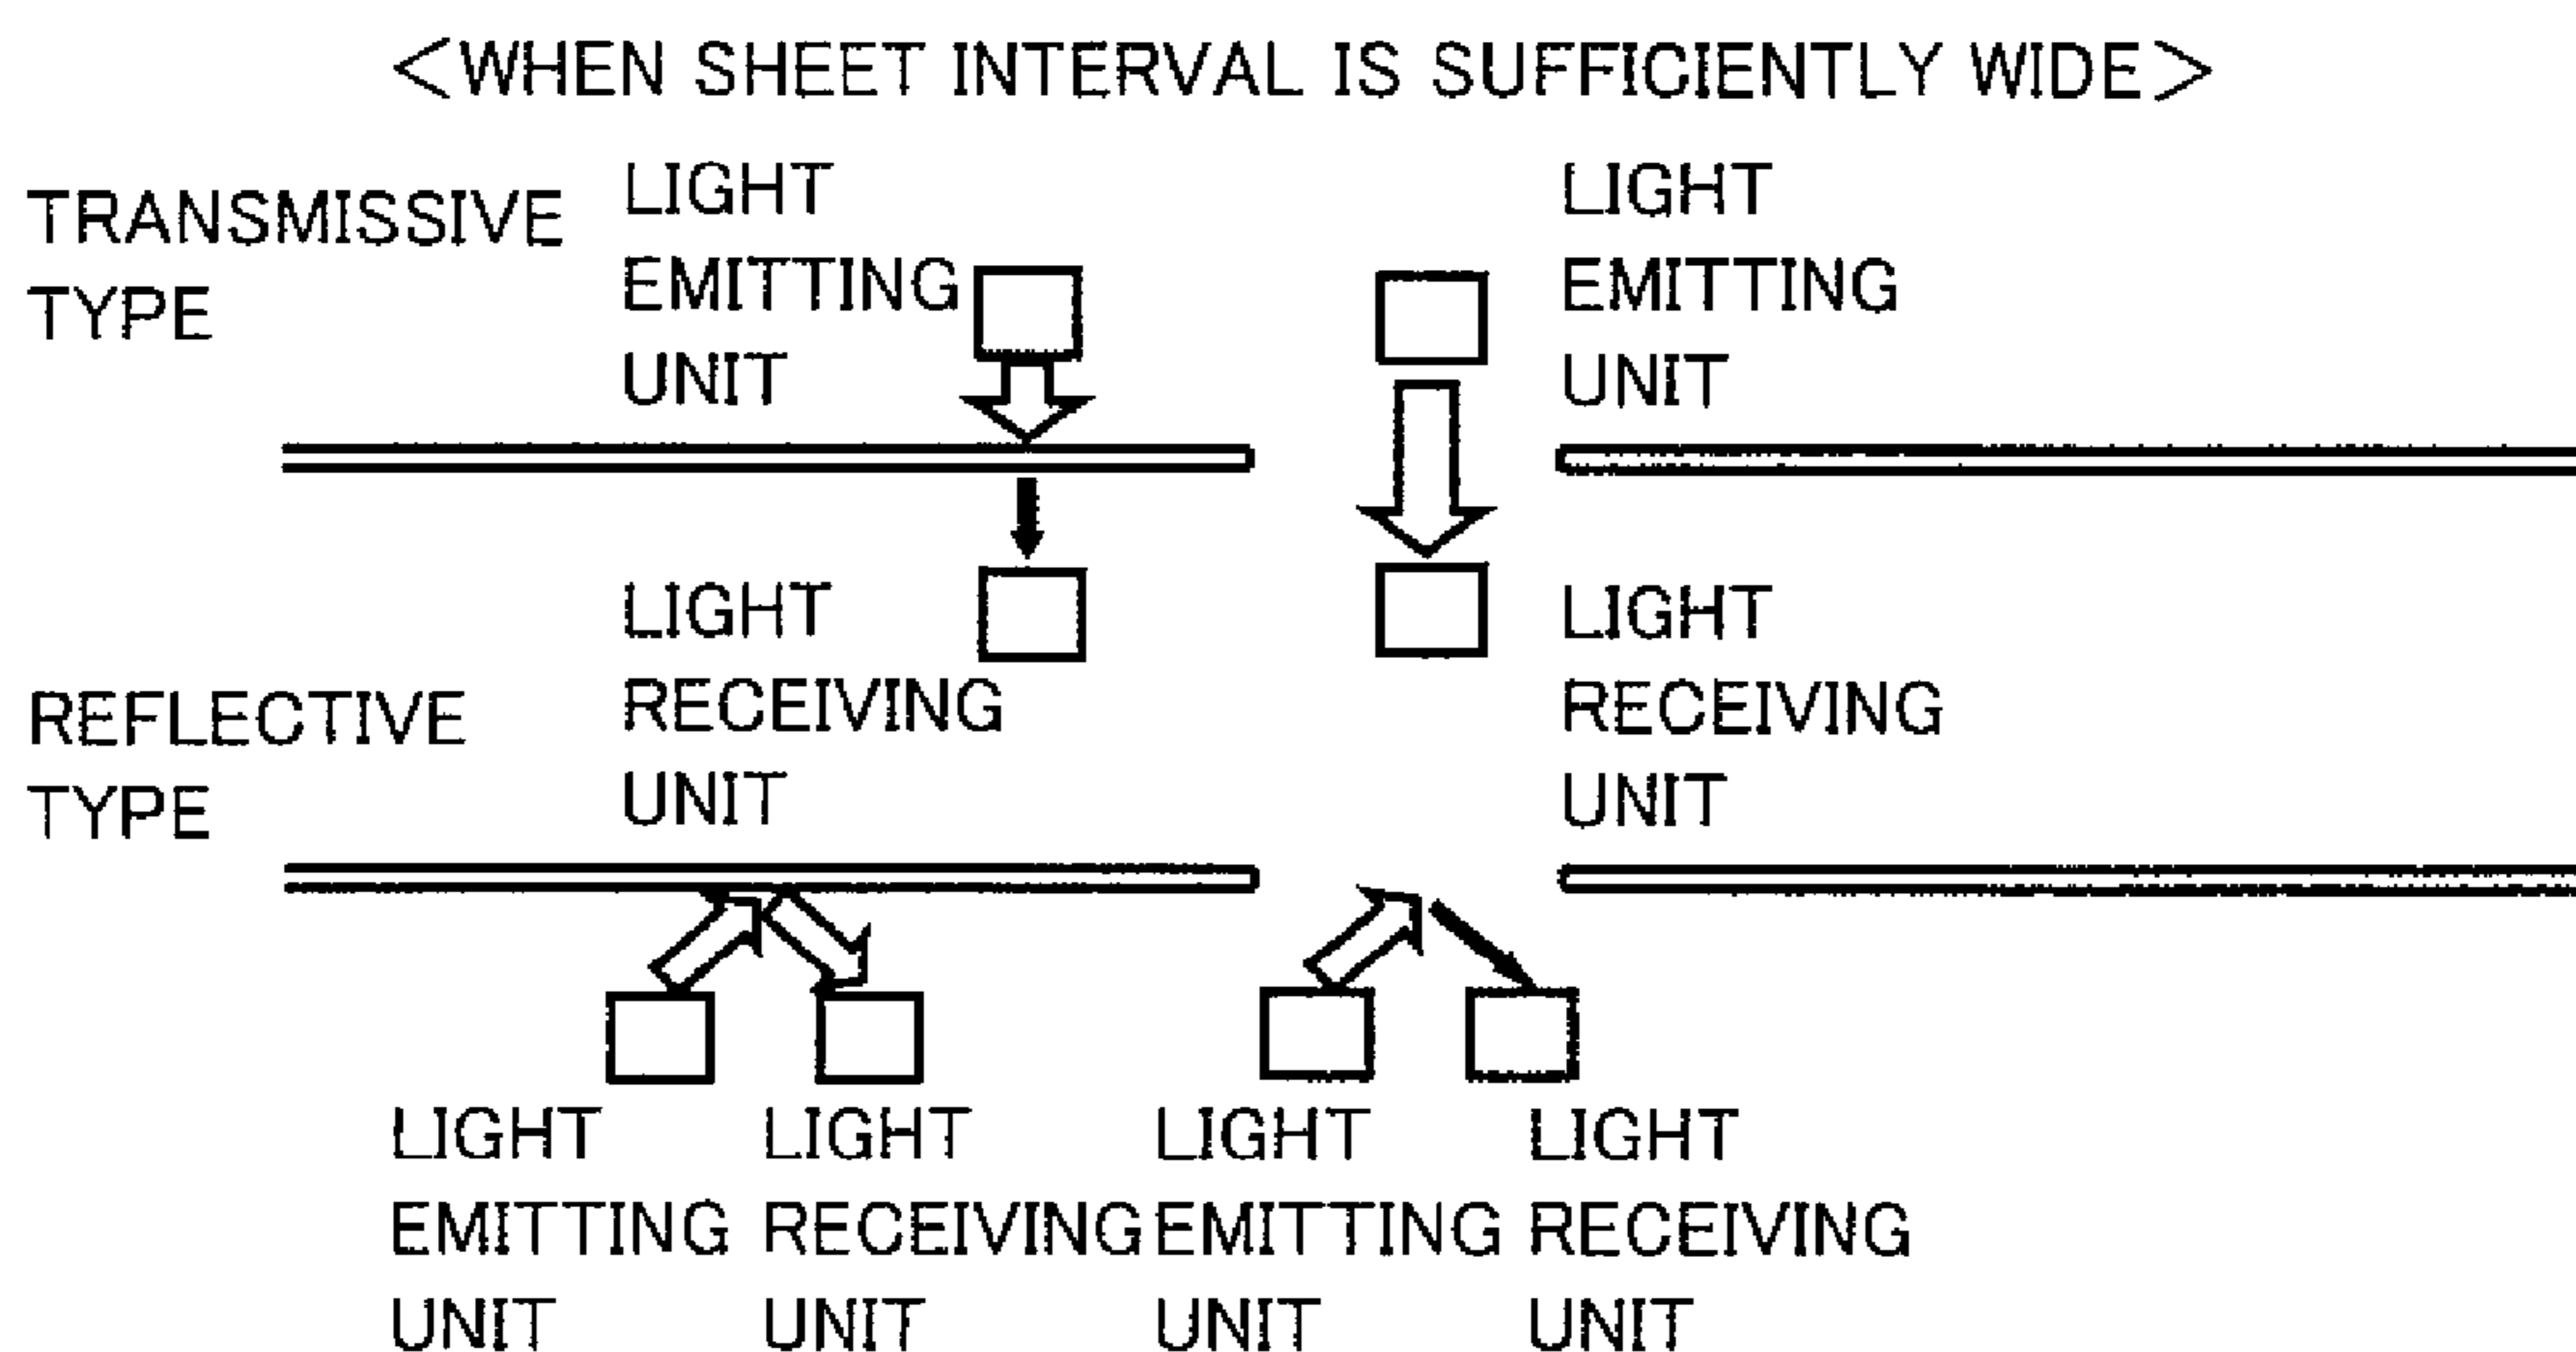 <WHEN SHEET INTERVAL IS SUFFICIENTLY WIDE>
TRANSMISSIVE
TYPE
LIGHT
EMITTING
UNIT
LIGHT
EMITTING
UNIT
LIGHT
RECEIVING
UNIT
LIGHT
RECEIVING
UNIT
REFLECTIVE
TYPE
LIGHT
EMITTING
UNIT
LIGHT
RECEIVING
UNIT
LIGHT
EMITTING
UNIT
LIGHT
RECEIVING
UNIT